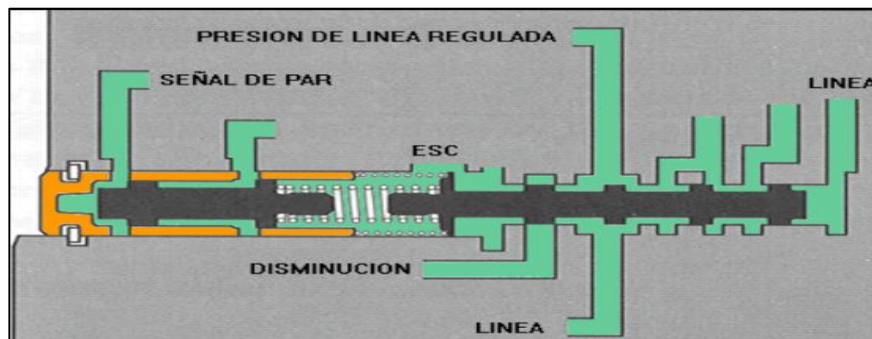 PRESION DE LINEA REGULADA
SEÑAL DE PAR
LINEA
ESC
DISMINUCION
LINEA